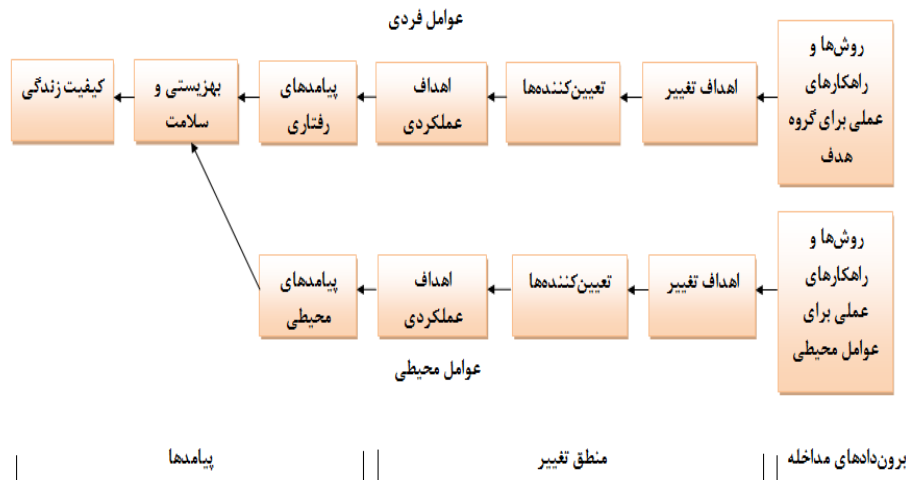 عوامل فردی
روش‌ها و
راهکارهای
عملی برای گروه
هدف
اهداف تغییر
تعیین‌کننده‌ها
اهداف
عملکردی
پیامدهای
رفتاری
بهزیستی و
سلامت
کیفیت زندگی
روش‌ها و
راهکارهای
عملی برای
عوامل محیطی
اهداف تغییر
تعیین‌کننده‌ها
اهداف
عملکردی
پیامدهای
محیطی
عوامل محیطی
برون‌دادهای مداخله
منطق تغییر
پیامدها